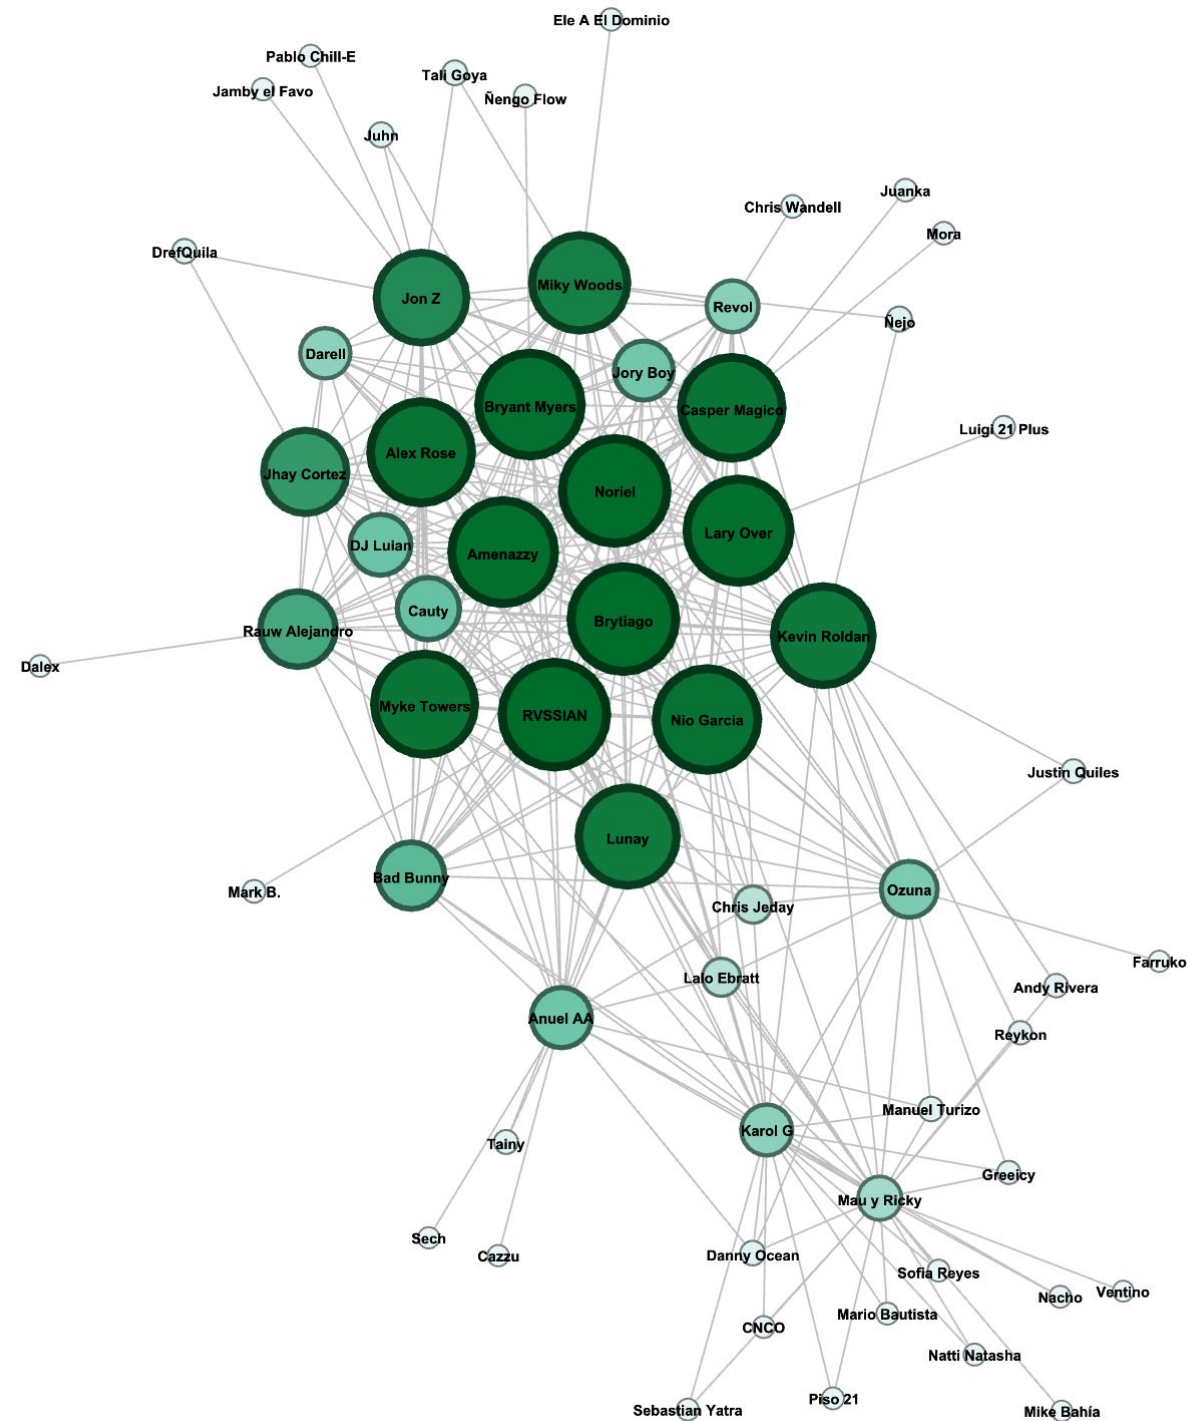 Ele A El Dominio
Pablo Chill-E
Tali Goya
Jamby el Favo
Ñengo Flow
Juhn
Juanka
Chris Wandell
Mora
DrefQuila
Miky Woods
Jon Z
Revol
Ñejo
Darell
Jory Boy
Bryant Myers
Casper Magico
Luigi 21 Plus
Alex Rose
Jhay Cortez
Noriel
Lary Over
DJ Luian
Amenazzy
Cauty
Brytiago
Rauw Alejandro
Kevin Roldan
Dalex
Myke Towers
RVSSIAN
Nio Garcia
Justin Quiles
Lunay
Bad Bunny
Mark B.
Ozuna
Chris Jeday
Farruko
Lalo Ebratt
Andy Rivera
Anuel AA
Reykon
Manuel Turizo
Karol G
Tainy
Greeicy
Mau y Ricky
Sech
Cazzu
Danny Ocean
Sofia Reyes
Nacho
Ventino
Mario Bautista
CNCO
Natti Natasha
Piso 21
Sebastian Yatra
Mike Bahía